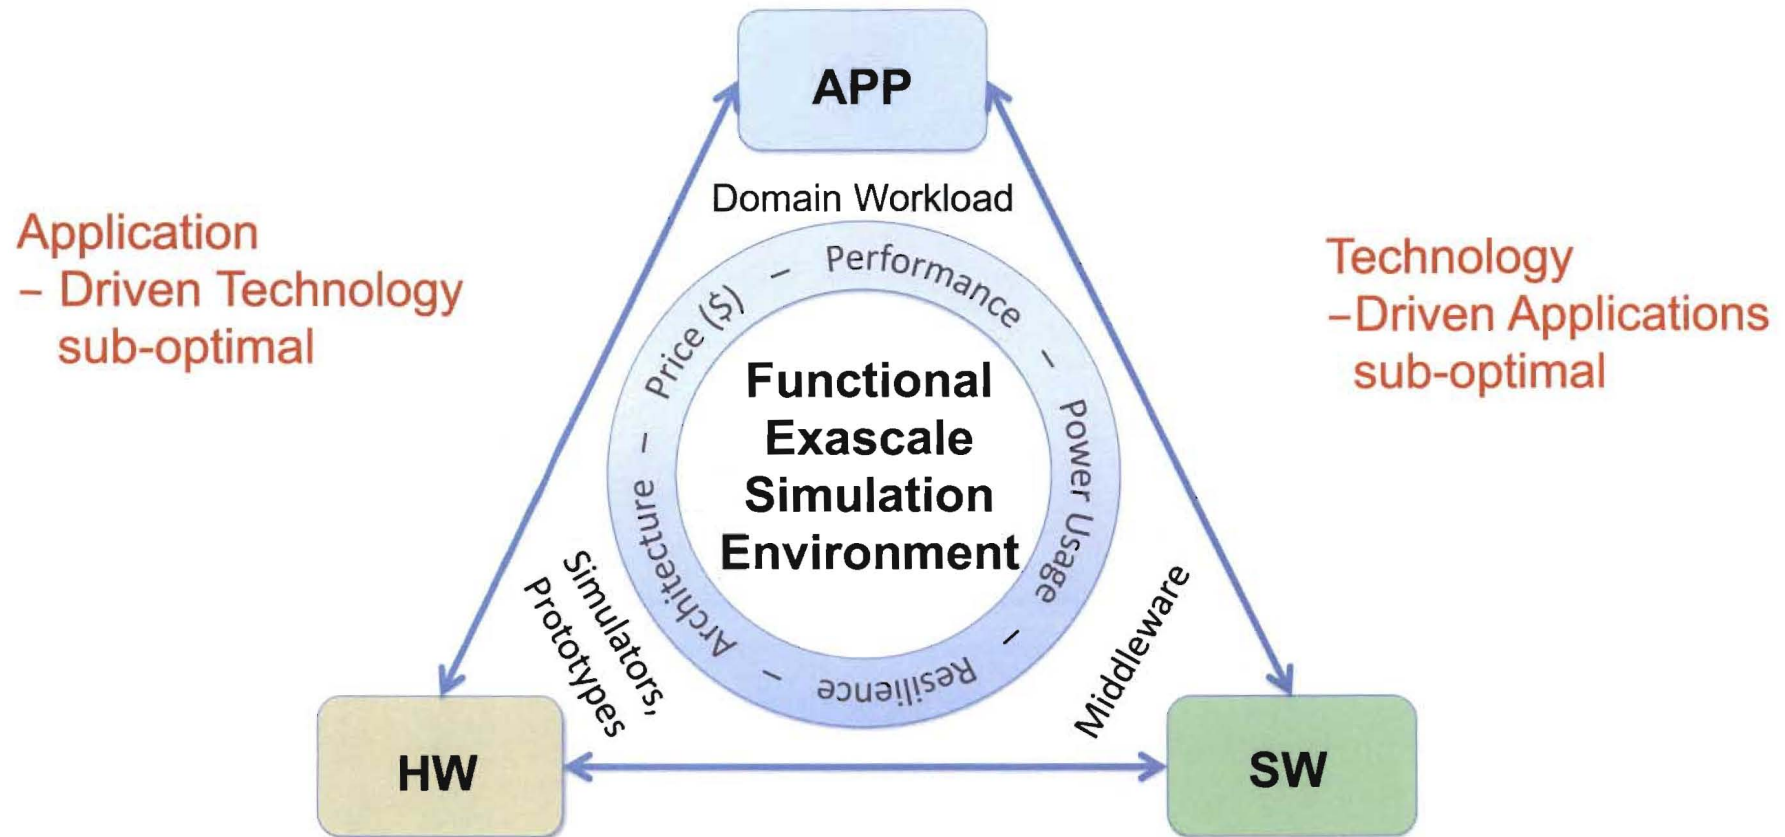 APP
Domain Workload
Application
– Driven Technology
sub-optimal
Technology
–Driven Applications
sub-optimal
Price ($) – Performance – Power Usage – Resilience – Architecture –
Functional
Exascale
Simulation
Environment
Simulators,
Prototypes
Middleware
HW
SW